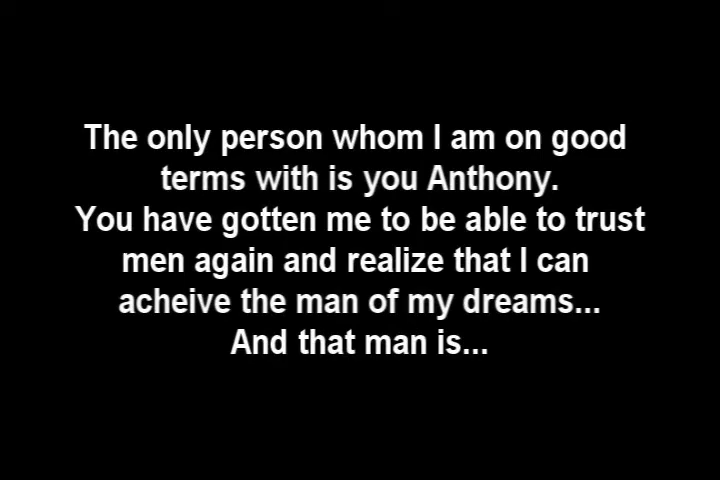 The only person whom I am on good
terms with is you Anthony.
You have gotten me to be able to trust
men again and realize that I can
acheive the man of my dreams...
And that man is...